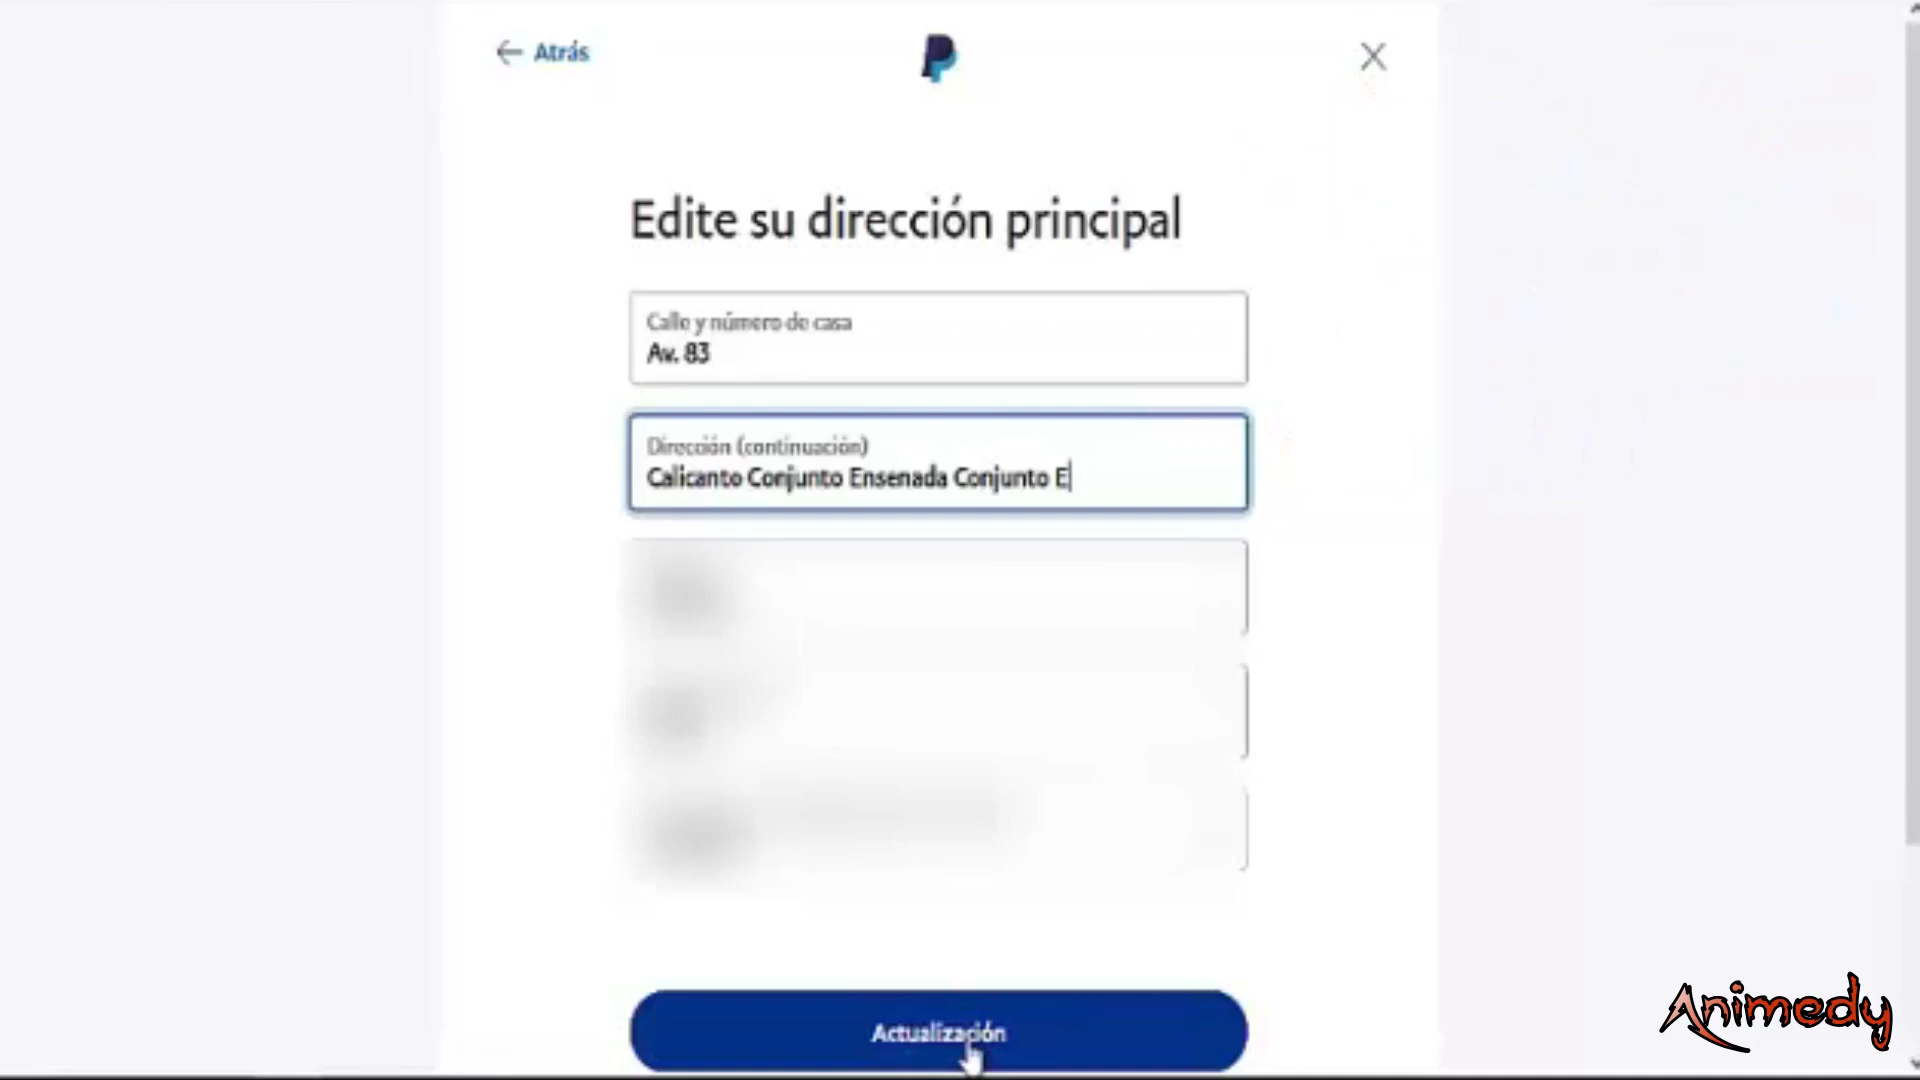 Atrás
Edite su dirección principal
Calle y número de casa
Av. 83
Dirección (continuación)
Calicanto Conjunto Ensenada Conjunto E
Actualización
Animedy